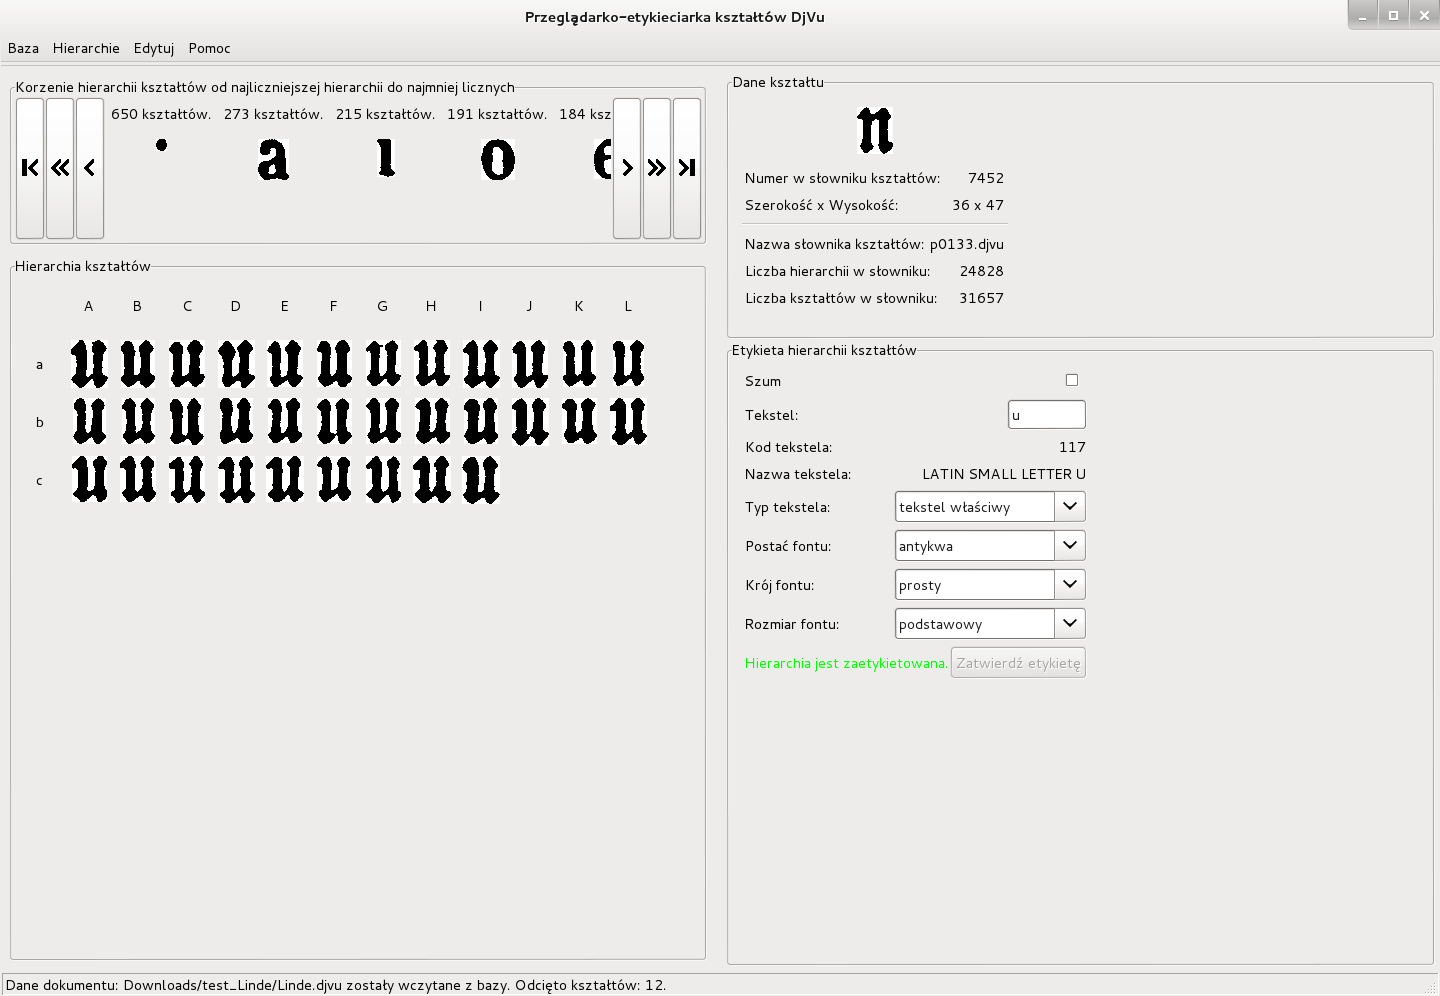 Przeglądarko-etykieciarka kształtów DjVu
Baza Hierarchie Edytuj Pomoc
Korzenie hierarchii kształtów od najliczniejszej hierarchii do najmniej licznych
650 kształtów. 273 kształtów. 215 kształtów. 191 kształtów. 184 ksz
a ı o e
Hierarchia kształtów
A B C D E F G H I J K L
a u u u u u u u u u u u u
b u u u u u u u u u u u u
c u u u u u u u u u
Dane kształtu
n
Numer w słowniku kształtów: 7452
Szerokość x Wysokość: 36 x 47
Nazwa słownika kształtów: p0133.djvu
Liczba hierarchii w słowniku: 24828
Liczba kształtów w słowniku: 31657
Etykieta hierarchii kształtów
Szum
Tekstel: u
Kod tekstela: 117
Nazwa tekstela: LATIN SMALL LETTER U
Typ tekstela: tekstel właściwy
Postać fontu: antykwa
Krój fontu: prosty
Rozmiar fontu: podstawowy
Hierarchia jest zaetykietowana. Zatwierdź etykietę
Dane dokumentu: Downloads/test_Linde/Linde.djvu zostały wczytane z bazy. Odcięto kształtów: 12.